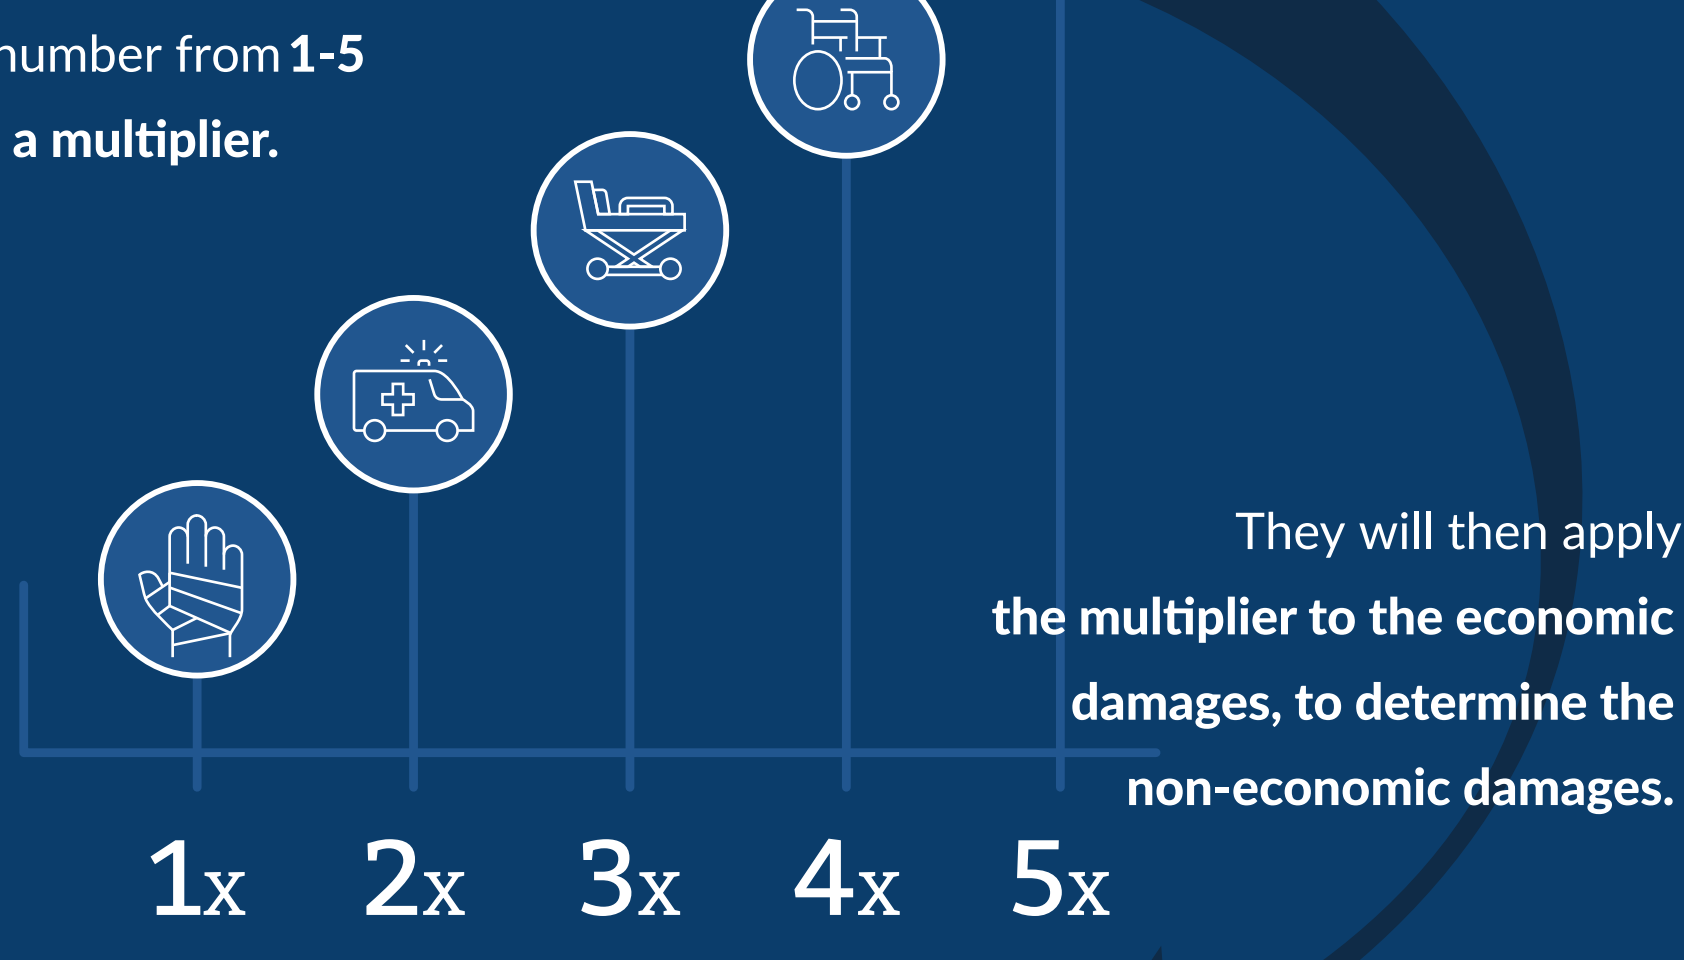 number from 1-5
a multiplier.
They will then apply
the multiplier to the economic
damages, to determine the
non-economic damages.
1x 2x 3x 4x 5x